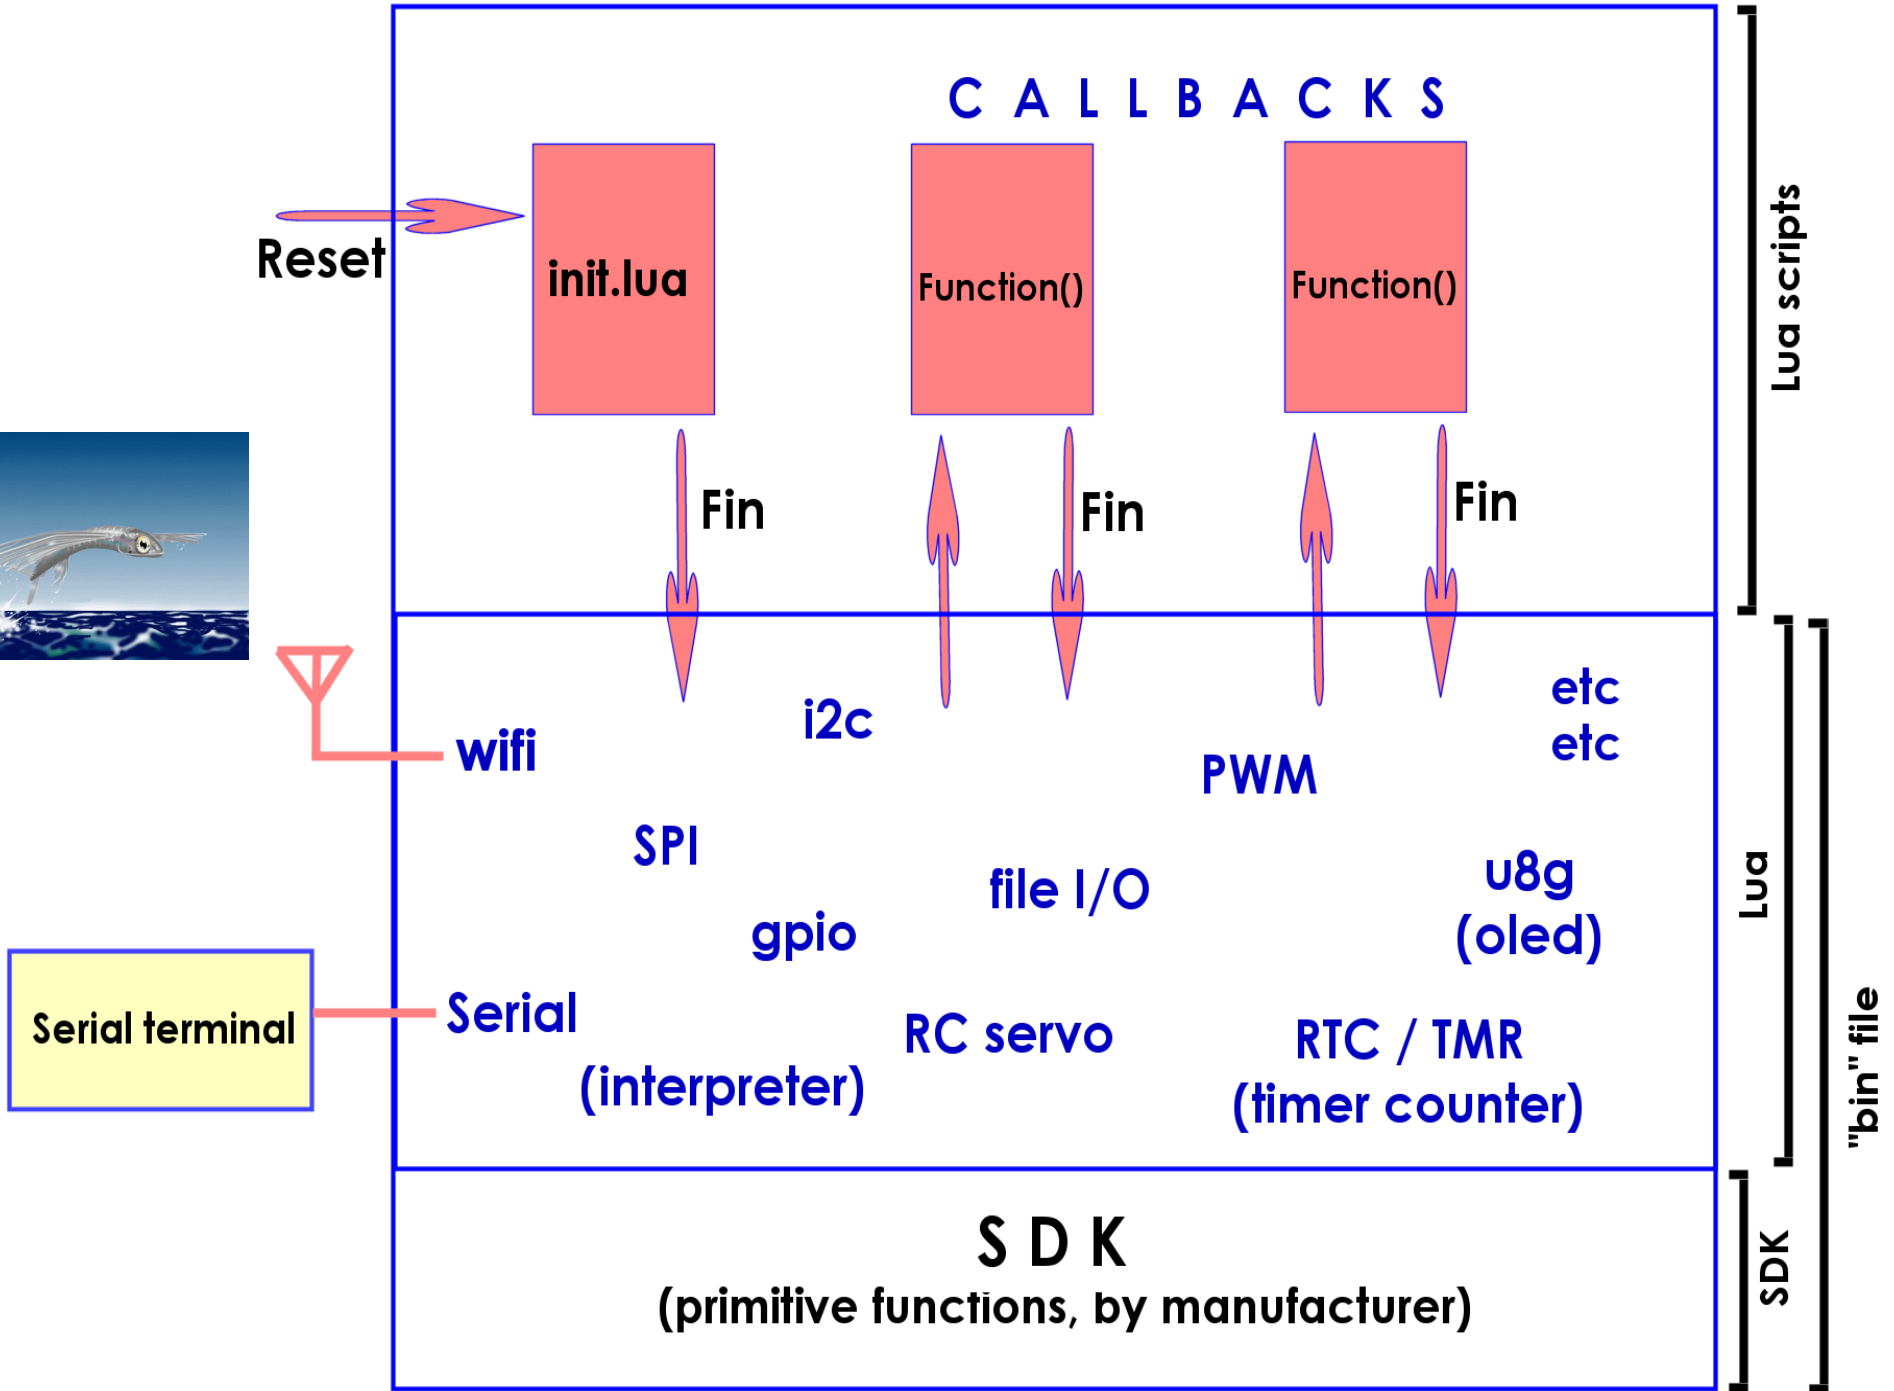 C A L L B A C K S
Reset
init.lua
Function()
Function()
Fin
Fin
Fin
Lua scripts
wifi
i2c
etc
etc
PWM
SPI
file I/O
u8g
(oled)
gpio
Serial terminal
Serial
(interpreter)
RC servo
RTC / TMR
(timer counter)
Lua
"bin" file
S D K
(primitive functions, by manufacturer)
SDK